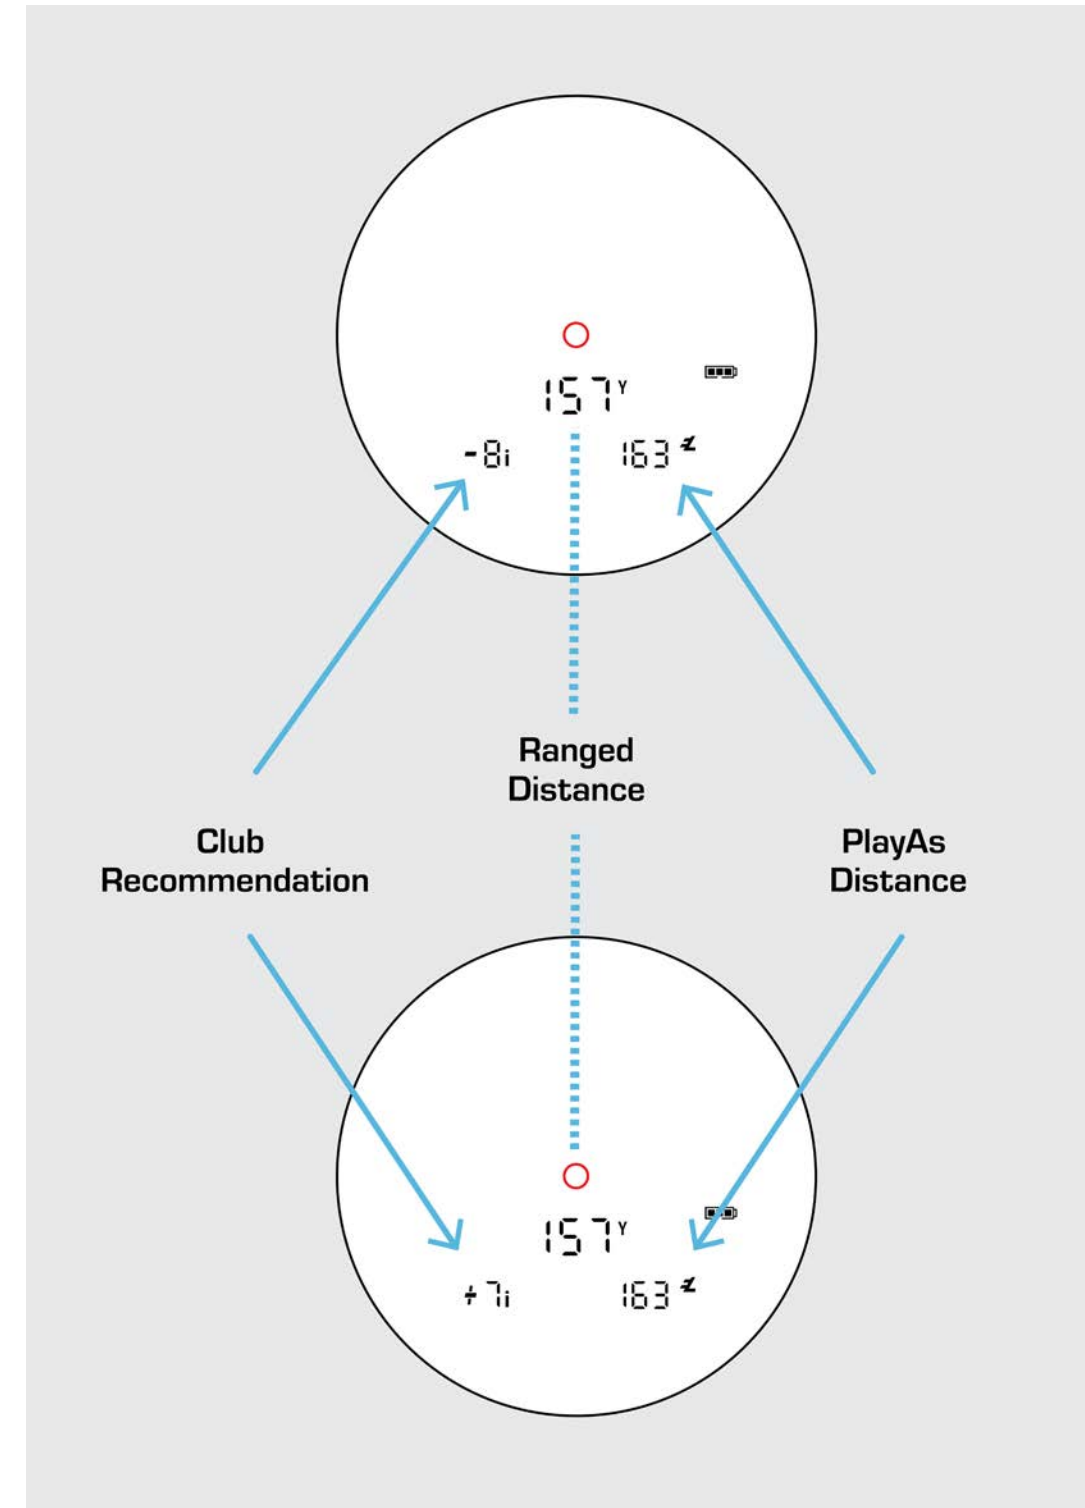 157Y
-8i 163
Ranged
Distance
Club
Recommendation
PlayAs
Distance
157Y
+7i 163